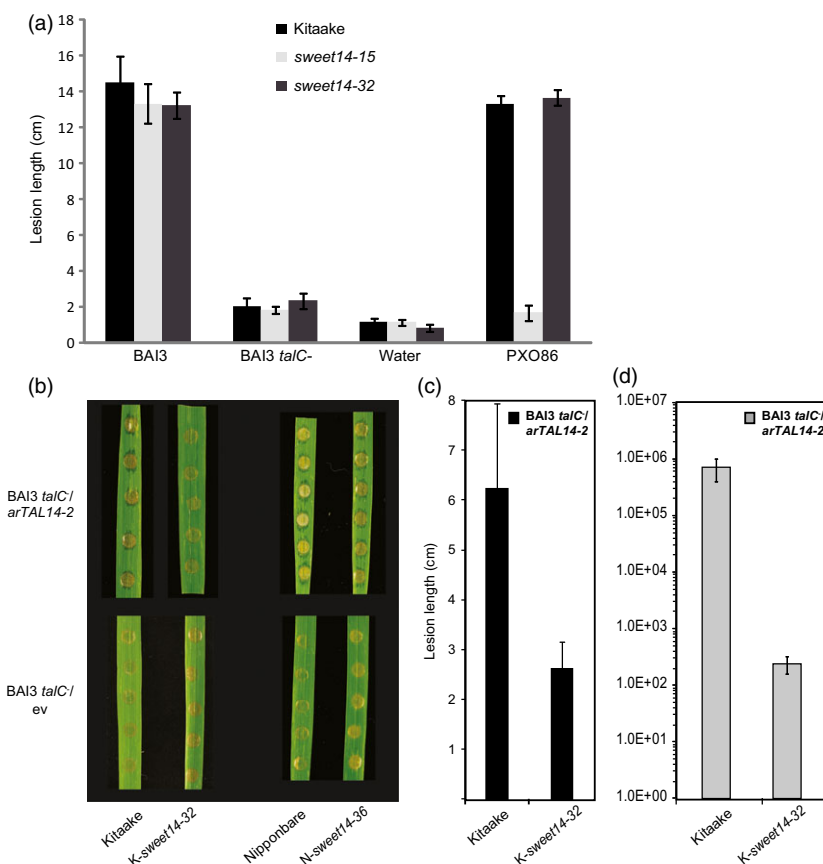 (a)
18
16
14
12
10
8
6
4
2
0
Lesion length (cm)
Kitaake
sweet14-15
sweet14-32
BAI3
BAI3 talC-
Water
PXO86
(b)
BAI3 talC-/
arTAL14-2
BAI3 talC-/
ev
Kitaake
K-sweet14-32
Nipponbare
N-sweet14-36
(c)
8
7
6
5
4
3
2
1
Lesion length (cm)
BAI3 talC-/
arTAL14-2
Kitaake
K-sweet14-32
(d)
1.0E+07
1.0E+06
1.0E+05
1.0E+04
1.0E+03
1.0E+02
1.0E+01
1.0E+00
BAI3 talC-/
arTAL14-2
Kitaake
K-sweet14-32